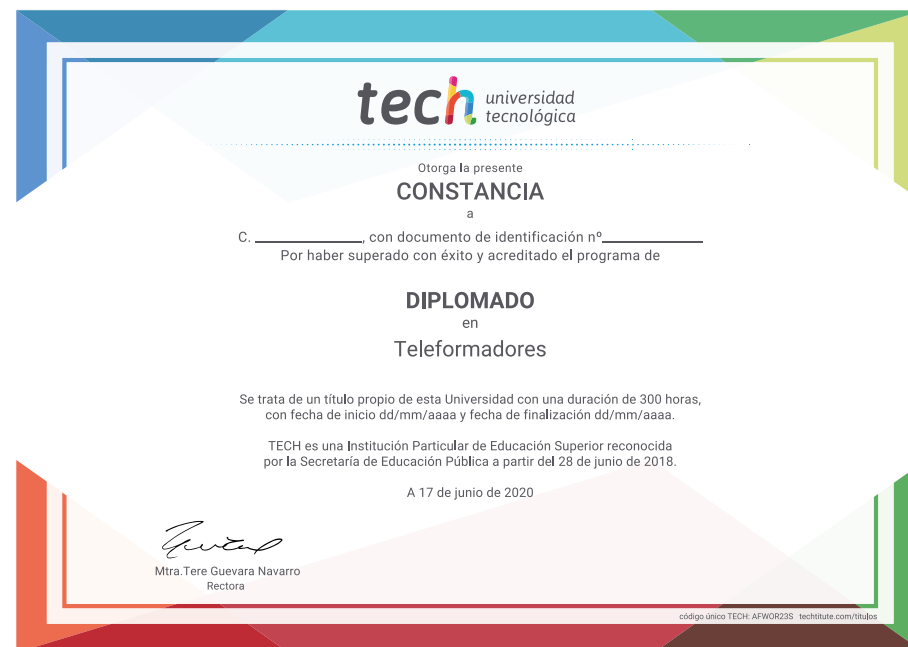 tech universidad
tecnológica
Otorga la presente
CONSTANCIA
a
C. ____________, con documento de identificación nº____________
Por haber superado con éxito y acreditado el programa de
DIPLOMADO
en
Teleformadores
Se trata de un título propio de esta Universidad con una duración de 300 horas,
con fecha de inicio dd/mm/aaaa y fecha de finalización dd/mm/aaaa.
TECH es una Institución Particular de Educación Superior reconocida
por la Secretaría de Educación Pública a partir del 28 de junio de 2018.
A 17 de junio de 2020
Mtra.Tere Guevara Navarro
Rectora
código único TECH: AFWOR23S techtitute.com/titulos